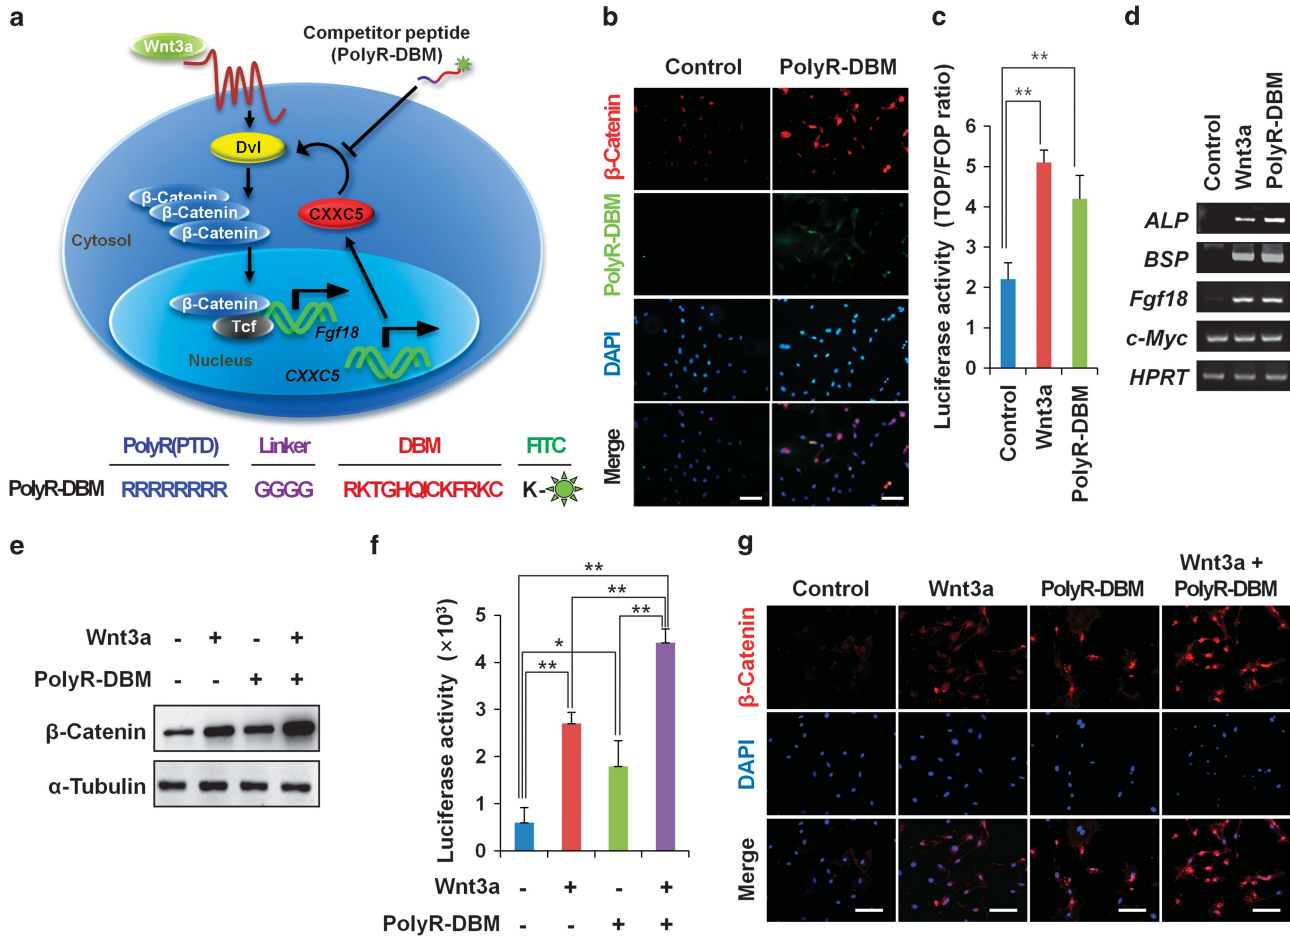 a
Wnt3a
Competitor peptide
(PolyR-DBM)
Dvl
β-Catenin
β-Catenin
β-Catenin
CXXC5
Cytosol
β-Catenin
Tcf
Fgf18
Nucleus
CXXC5
PolyR(PTD) Linker DBM FITC
PolyR-DBM RRRRRRRR GGGG RKTGHQICKFRKC K-
b
Control PolyR-DBM
β-Catenin
PolyR-DBM
DAPI
Merge
c
**
**
Luciferase activity (TOP/FOP ratio)
6
5
4
3
2
1
0
Control
Wnt3a
PolyR-DBM
d
Control
Wnt3a
PolyR-DBM
ALP
BSP
Fgf18
c-Myc
HPRT
e
Wnt3a - + - +
PolyR-DBM - - + +
β-Catenin
α-Tubulin
f
**
**
**
*
**
Luciferase activity (×10³)
5
4
3
2
1
0
Wnt3a - + - +
PolyR-DBM - - + +
g
Control Wnt3a PolyR-DBM Wnt3a +
PolyR-DBM
β-Catenin
DAPI
Merge